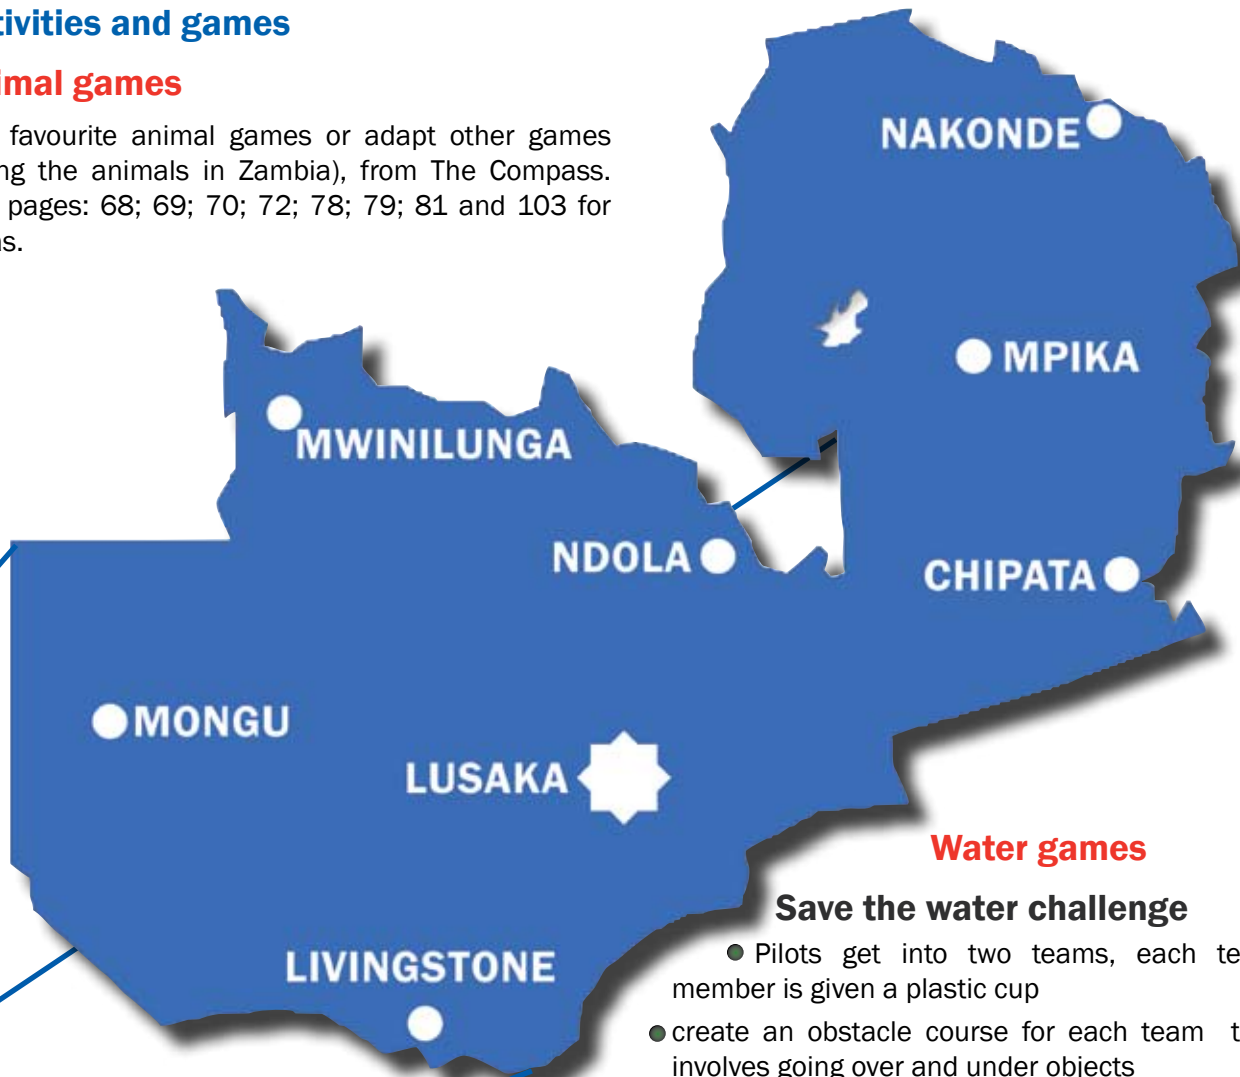 tivities and games
imal games
favourite animal games or adapt other games
ng the animals in Zambia), from The Compass.
pages: 68; 69; 70; 72; 78; 79; 81 and 103 for
s.
NAKONDE
MPIKA
MWINILUNGA
NDOLA
CHIPATA
MONGU
LUSAKA
LIVINGSTONE
Water games
Save the water challenge
● Pilots get into two teams, each te
member is given a plastic cup
● create an obstacle course for each team t
involves going over and under objects